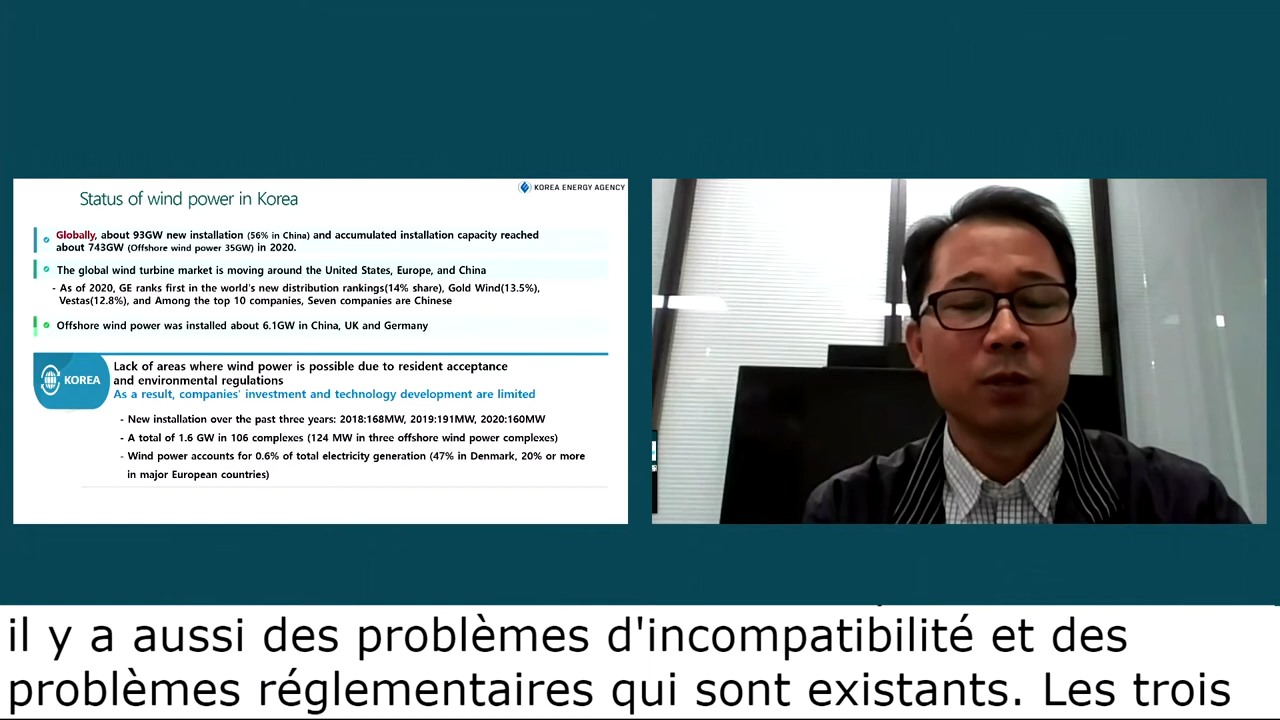 KOREA ENERGY AGENCY
Status of wind power in Korea
Globally, about 93GW new installation (56% in China) and accumulated installation capacity reached
about 743GW (Offshore wind power 35GW) in 2020.
The global wind turbine market is moving around the United States, Europe, and China
As of 2020, GE ranks first in the world's new distribution rankings(14% share), Gold Wind(13.5%),
Vestas(12.8%), and Among the top 10 companies, Seven companies are Chinese
Offshore wind power was installed about 6.1GW in China, UK and Germany
KOREA
Lack of areas where wind power is possible due to resident acceptance
and environmental regulations
As a result, companies' investment and technology development are limited
- New installation over the past three years: 2018:168MW, 2019:191MW, 2020:160MW
- A total of 1.6 GW in 106 complexes (124 MW in three offshore wind power complexes)
- Wind power accounts for 0.6% of total electricity generation (47% in Denmark, 20% or more
in major European countries)
il y a aussi des problèmes d'incompatibilité et des
problèmes réglementaires qui sont existants. Les trois